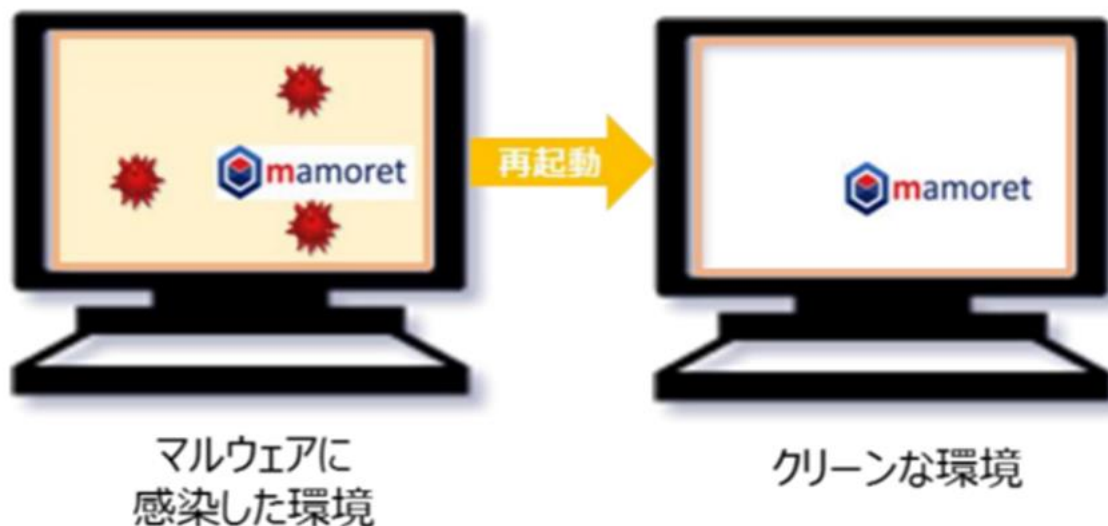 mamoret
再起動
mamoret
マルウェアに
感染した環境
クリーンな環境